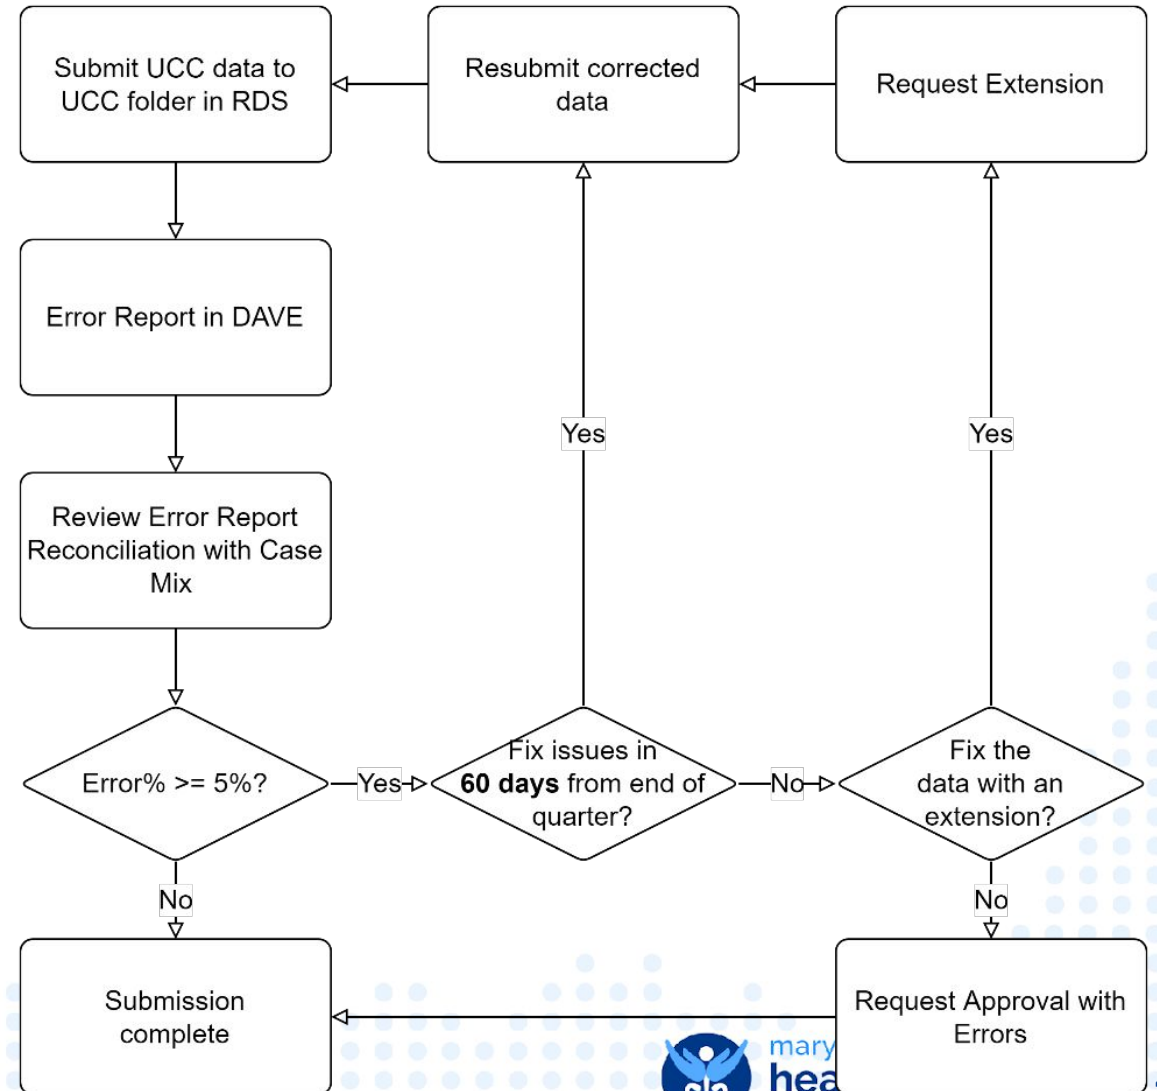 Submit UCC data to
UCC folder in RDS
Resubmit corrected
data
Request Extension
Error Report in DAVE
Yes
Yes
Review Error Report
Reconciliation with Case
Mix
Error% >= 5%?
Yes
Fix issues in
60 days from end of
quarter?
No
Fix the
data with an
extension?
No
No
Submission
complete
Request Approval with
Errors
mary
hea